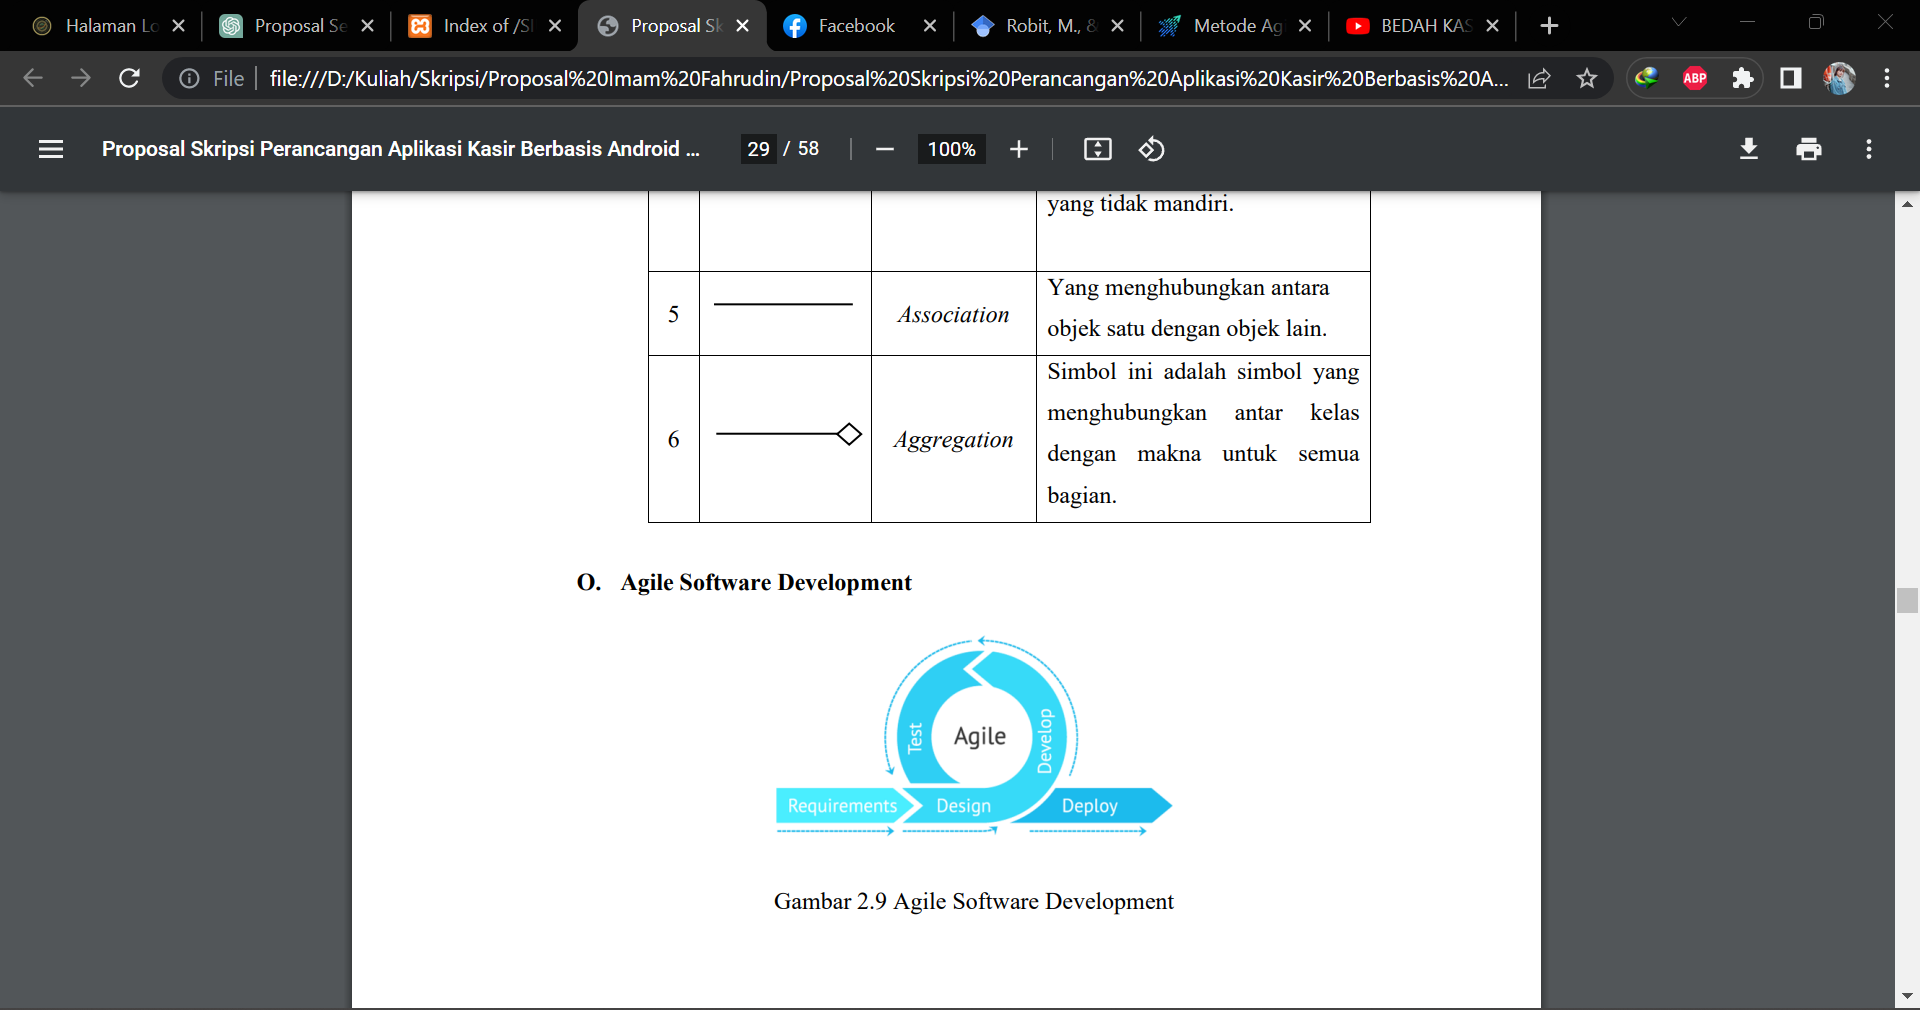 Halaman Lo
Proposal Se
Index of /Sl
Proposal Sk
Facebook
Robit, M., &
Metode Ag
BEDAH KAS
File
file:///D:/Kuliah/Skripsi/Proposal%20Imam%20Fahrudin/Proposal%20Skripsi%20Perancangan%20Aplikasi%20Kasir%20Berbasis%20A...
ABP
Proposal Skripsi Perancangan Aplikasi Kasir Berbasis Android ...
29 / 58
100%
yang tidak mandiri.
5
Association
Yang menghubungkan antara
objek satu dengan objek lain.
6
Aggregation
Simbol ini adalah simbol yang
menghubungkan antar kelas
dengan makna untuk semua
bagian.
O. Agile Software Development
Test
Agile
Develop
Requirements
Design
Deploy
Gambar 2.9 Agile Software Development